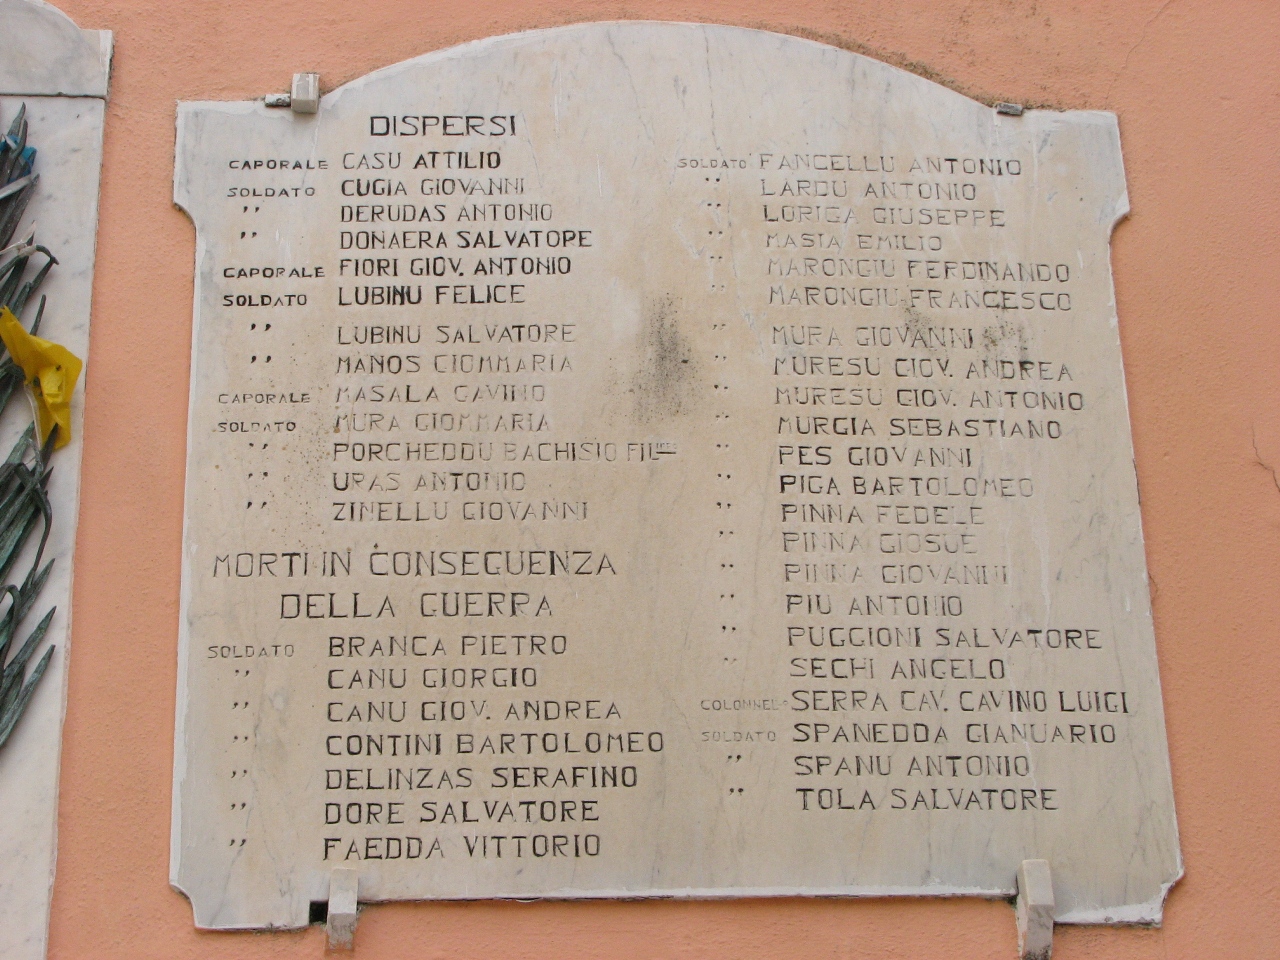 DISPERSI
CAPORALE CASU ATTILIO
SOLDATO CUGIA GIOVANNI
" DERUDAS ANTONIO
" DONAERA SALVATOPE
CAPORALE FIORI GIOV. ANTONIO
SOLDATO LUBINU FELICE
" LUBINU SALVATORE
" MANOS GIOMMARIA
CAPORALE MASALA GAVINO
SOLDATO MURA GIOMMARIA
" PORCHEDDU BACHISIO FIL
" URAS ANTONIO
" ZINELLU GIOVANNI
MORTI IN CONSEGUENZA
DELLA GUERRA
SOLDATO BRANCA PIETRO
" CANU GIORGIO
" CANU GIOV. ANDREA
" CONTINI BARTOLOMEO
" DELINZAS SERAFINO
" DORE SALVATORE
" FAEDDA VITTORIO
SOLDATO FANCELLU ANTONIO
" LARDU ANTONIO
" LORIGA GIUSEPPE
" MASIA EMILIO
" MARONGIU FERDINANDO
" MARONGIU FRANCESCO
" MURA GIOVANNI
" MURESU GIOV. ANDREA
" MURESU GIOV. ANTONIO
" MURGIA SEBASTIANO
" PES GIOVANNI
" PIGA BARTOLOMEO
" PINNA FEDELE
" PINNA GIOSUE
" PINNA GIOVANNI
" PIU ANTONIO
" PUGGIONI SALVATORE
" SECHI ANGELO
COLONNELO SERRA CAV. GAVINO LUIGI
SOLDATO SPANEDDA GIANUARIO
" SPANU ANTONIO
" TOLA SALVATORE